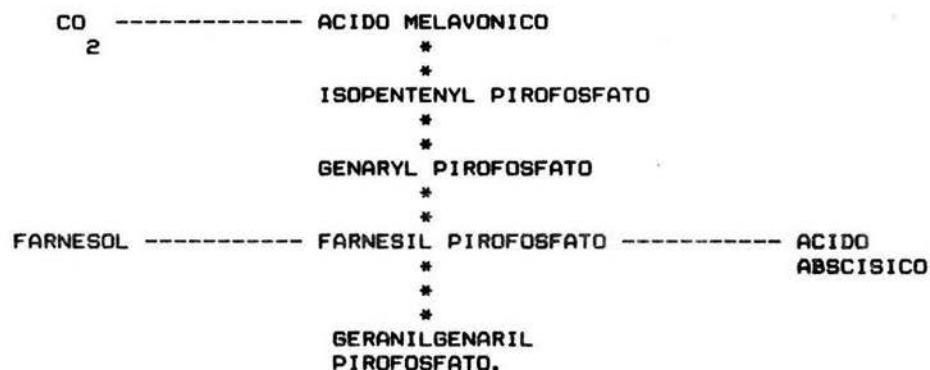 CO ----------- ACIDO MELAVONICO
2 *
*
ISOPENTENYL PIROFOSFATO
*
*
GENARYL PIROFOSFATO
*
*
FARNESOL ----------- FARNESIL PIROFOSFATO ----------- ACIDO
* ABSCISICO
*
*
GERANILGENARIL
PIROFOSFATO.